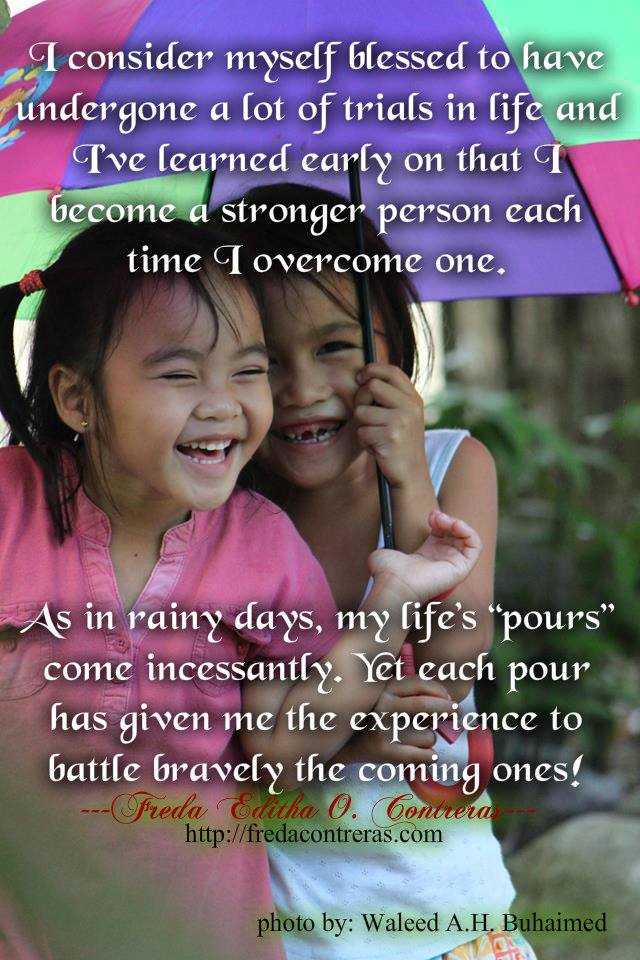 I consider myself blessed to have
undergone a lot of trials in life and
I've learned early on that I
become a stronger person each
time I overcome one.
As in rainy days, my life's “pours”
come incessantly. Yet each pour
has given me the experience to
battle bravely the coming ones!
---Freda Editha O. Contreras---
http://fredacontreras.com
photo by: Waleed A.H. Buhaimed